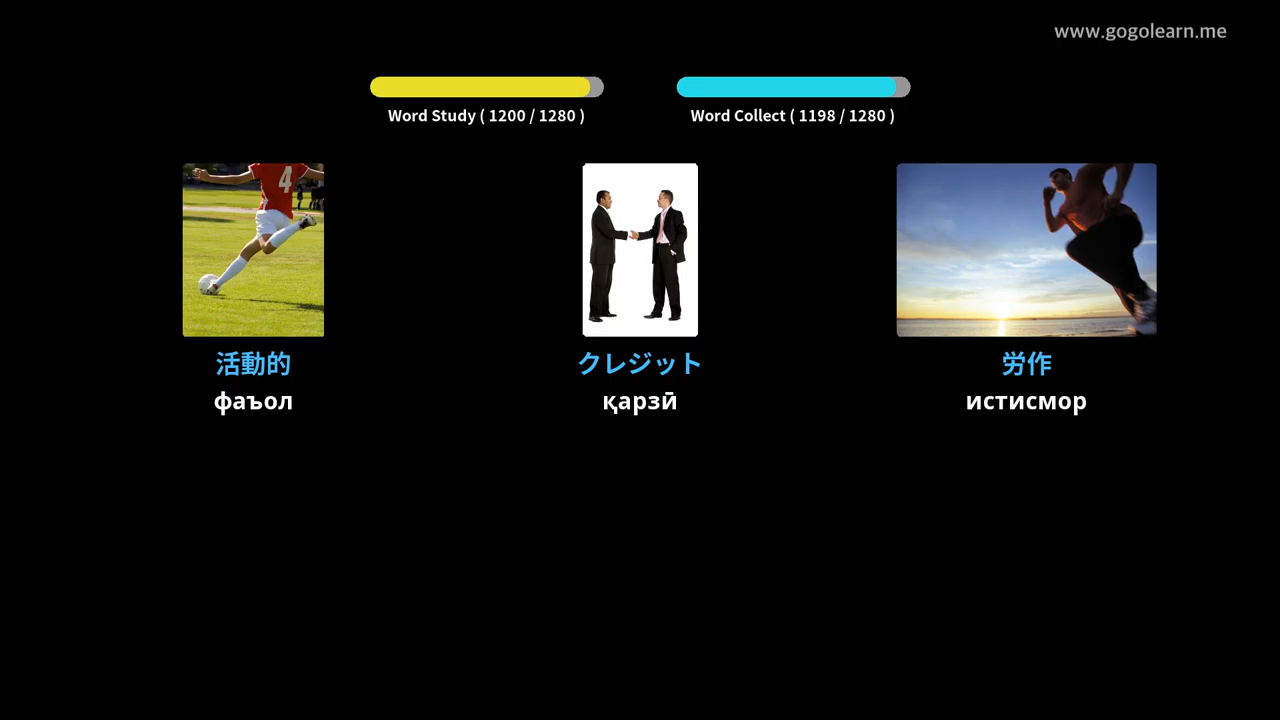 www.gogolearn.me
Word Study ( 1200 / 1280 )
Word Collect ( 1198 / 1280 )
4
活動的
クレジット
労作
фаъол
қарзӣ
истисмор